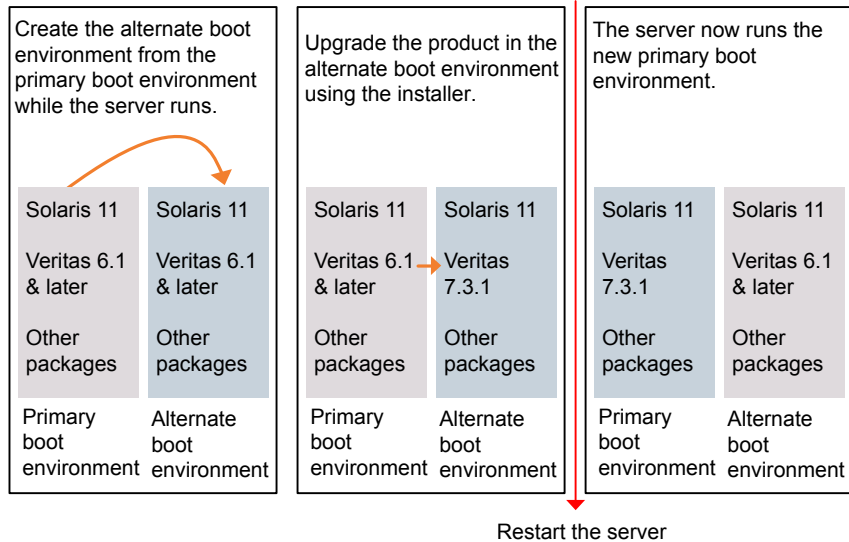 Create the alternate boot
environment from the
primary boot environment
while the server runs.
Solaris 11
Veritas 6.1
& later
Other
packages
Primary
boot
environment
Solaris 11
Veritas 6.1
& later
Other
packages
Alternate
boot
environment
Upgrade the product in the
alternate boot environment
using the installer.
Solaris 11
Veritas 6.1
& later
Other
packages
Primary
boot
environment
Solaris 11
Veritas
7.3.1
Other
packages
Alternate
boot
environment
The server now runs the
new primary boot
environment.
Solaris 11
Veritas
7.3.1
Other
packages
Primary
boot
environment
Solaris 11
Veritas 6.1
& later
Other
packages
Alternate
boot
environment
Restart the server